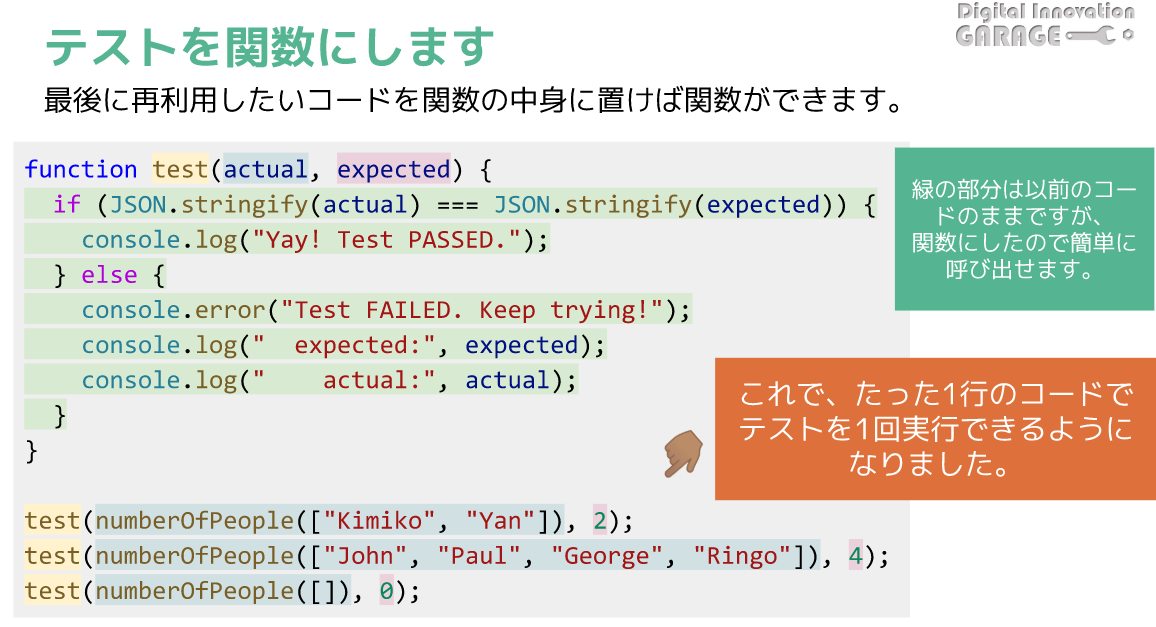 Digital Innovation
GARAGE
テストを関数にします
最後に再利用したいコードを関数の中身に置けば関数ができます。
function test(actual, expected) {
  if (JSON.stringify(actual) === JSON.stringify(expected)) {
    console.log("Yay! Test PASSED.");
  } else {
    console.error("Test FAILED. Keep trying!");
    console.log("  expected:", expected);
    console.log("    actual:", actual);
  }
}
緑の部分は以前のコー
ドのままですが、
関数にしたので簡単に
呼び出せます。
これで、たった1行のコードで
テストを1回実行できるように
なりました。
test(numberOfPeople(["Kimiko", "Yan"]), 2);
test(numberOfPeople(["John", "Paul", "George", "Ringo"]), 4);
test(numberOfPeople([]), 0);